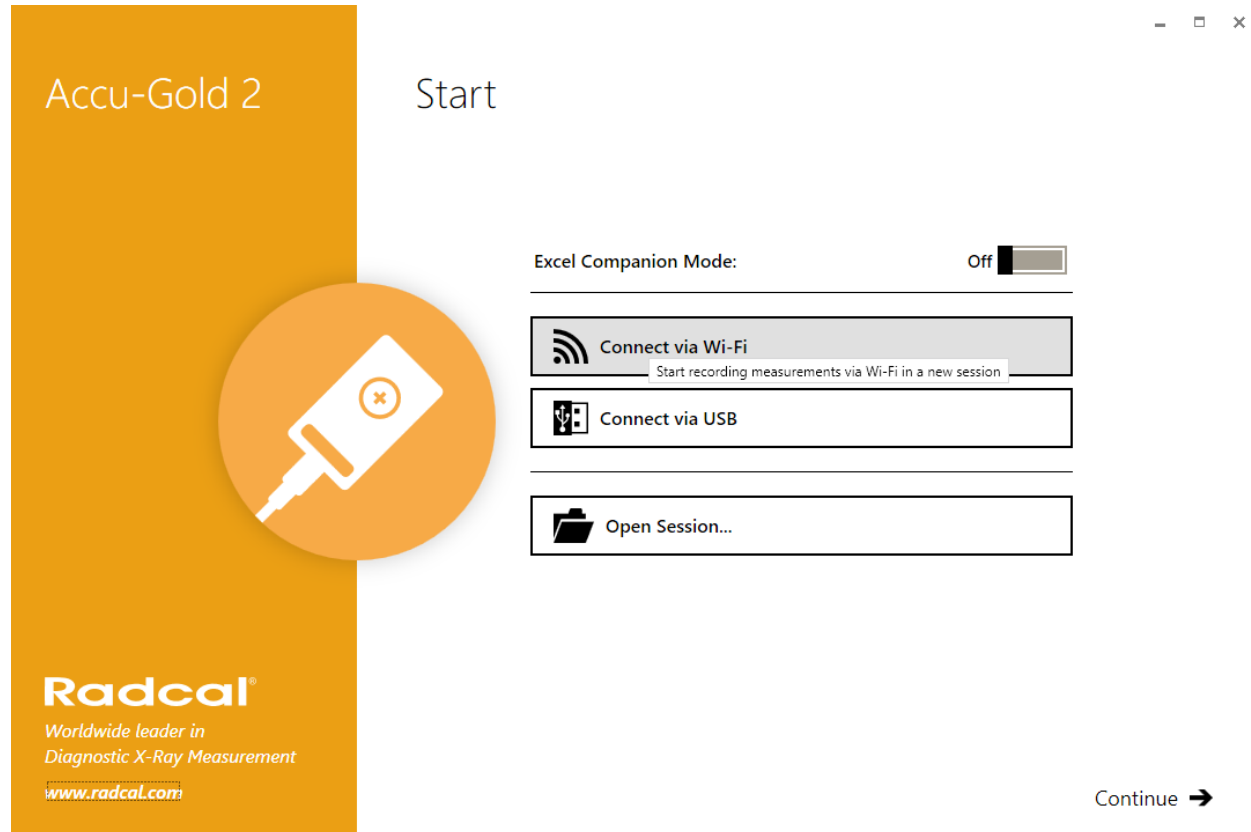 Accu-Gold 2
Start
Excel Companion Mode:
Off
Connect via Wi-Fi
Start recording measurements via Wi-Fi in a new session
Connect via USB
Open Session...
Radcal®
Worldwide leader in
Diagnostic X-Ray Measurement
www.radcal.com
Continue